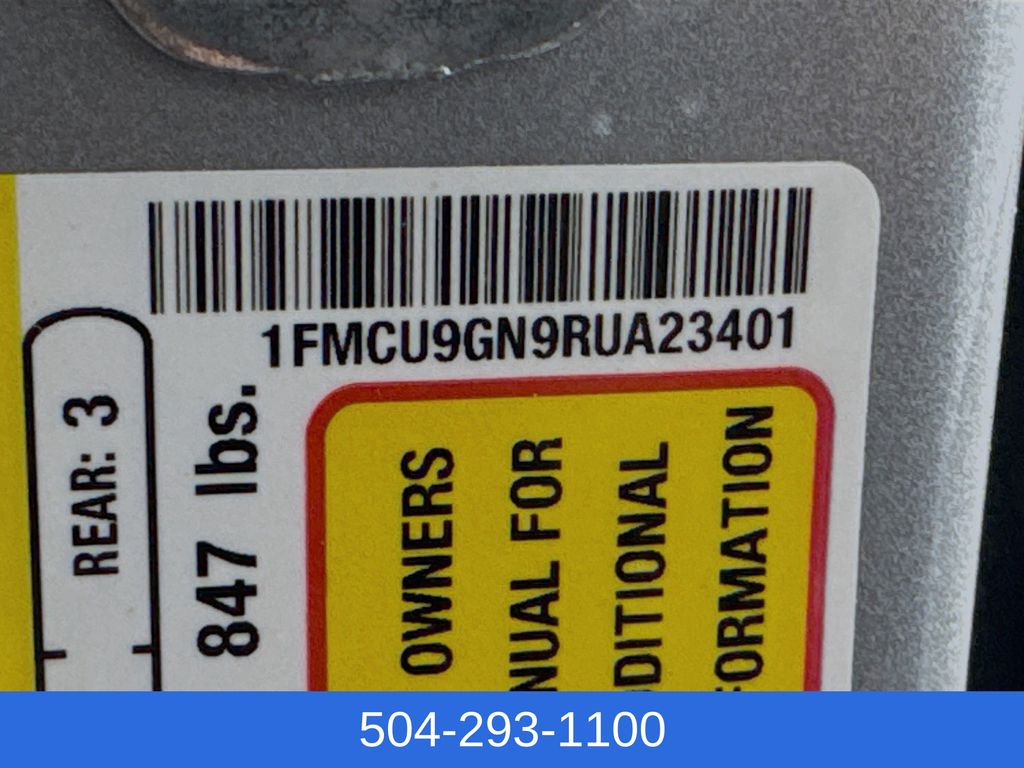 1FMCU9GN9RUA23401
REAR: 3
847 lbs.
OWNERS
NUAL FOR
DITIONAL
FORMATION
504-293-1100